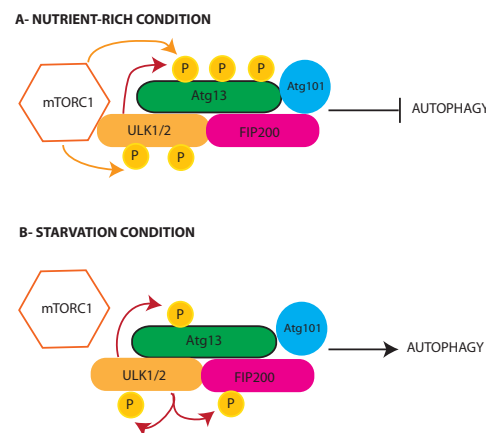 A- NUTRIENT-RICH CONDITION
P P P
mTORC1
Atg13
Atg101
AUTOPHAGY
ULK1/2
FIP200
P P
B- STARVATION CONDITION
mTORC1
P
Atg13
Atg101
AUTOPHAGY
ULK1/2
FIP200
P P